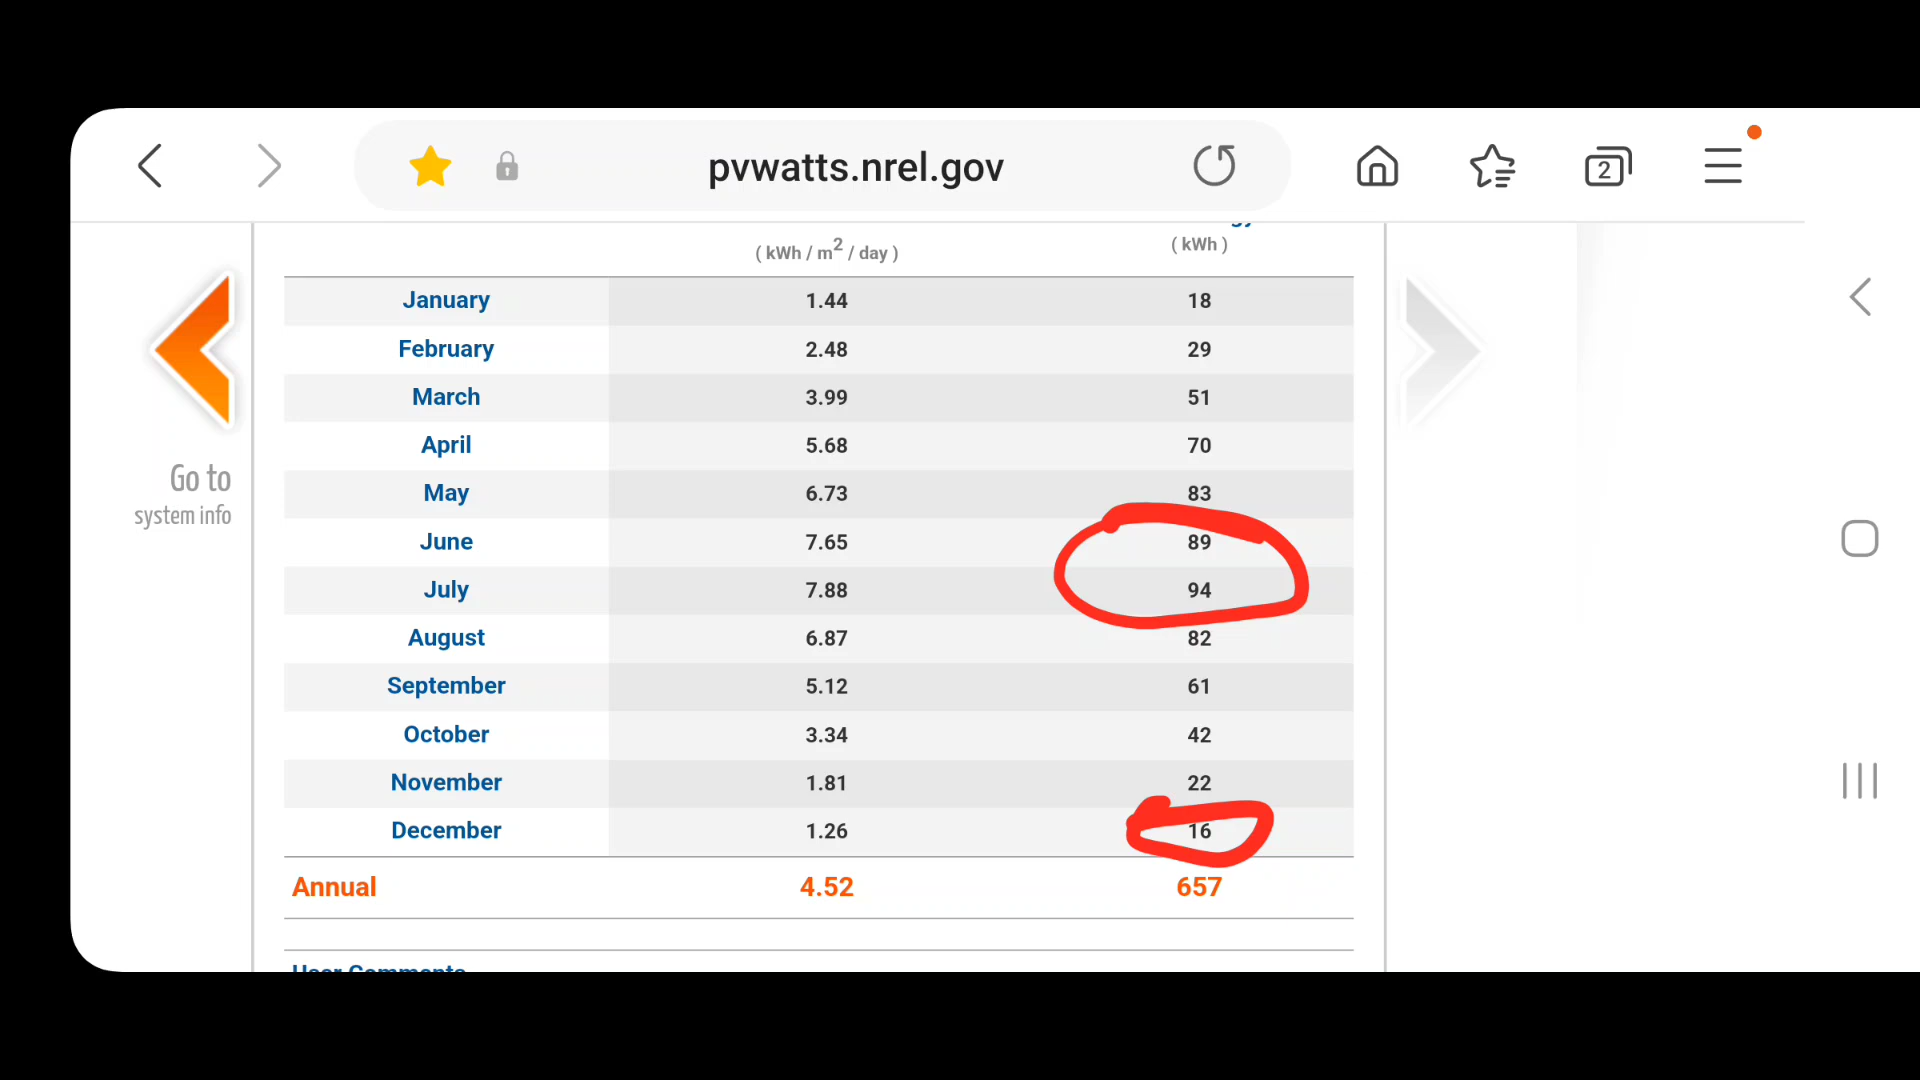 pvwatts.nrel.gov
2
( kWh / m2 / day ) ( kWh )
January 1.44 18
February 2.48 29
March 3.99 51
April 5.68 70
May 6.73 83
June 7.65 89
July 7.88 94
August 6.87 82
September 5.12 61
October 3.34 42
November 1.81 22
December 1.26 16
Annual 4.52 657
User Comments
Go to
system info